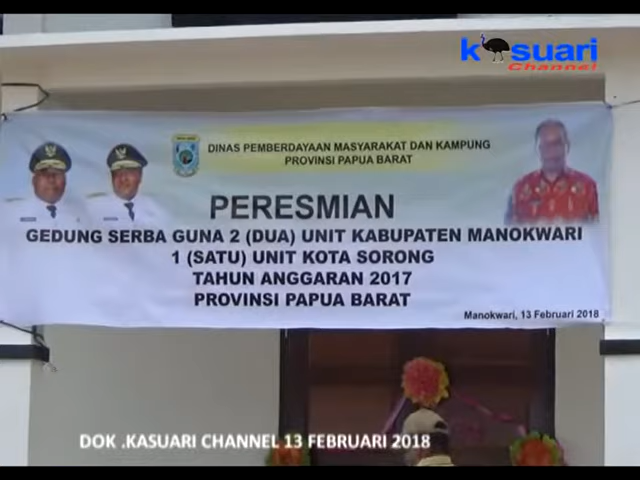 kasuari
Channel
DINAS PEMBERDAYAAN MASYARAKAT DAN KAMPUNG
PROVINSI PAPUA BARAT
PERESMIAN
GEDUNG SERBA GUNA 2 (DUA) UNIT KABUPATEN MANOKWARI
1 (SATU) UNIT KOTA SORONG
TAHUN ANGGARAN 2017
PROVINSI PAPUA BARAT
Manokwari, 13 Februari 2018
DOK .KASUARI CHANNEL 13 FEBRUARI 2018